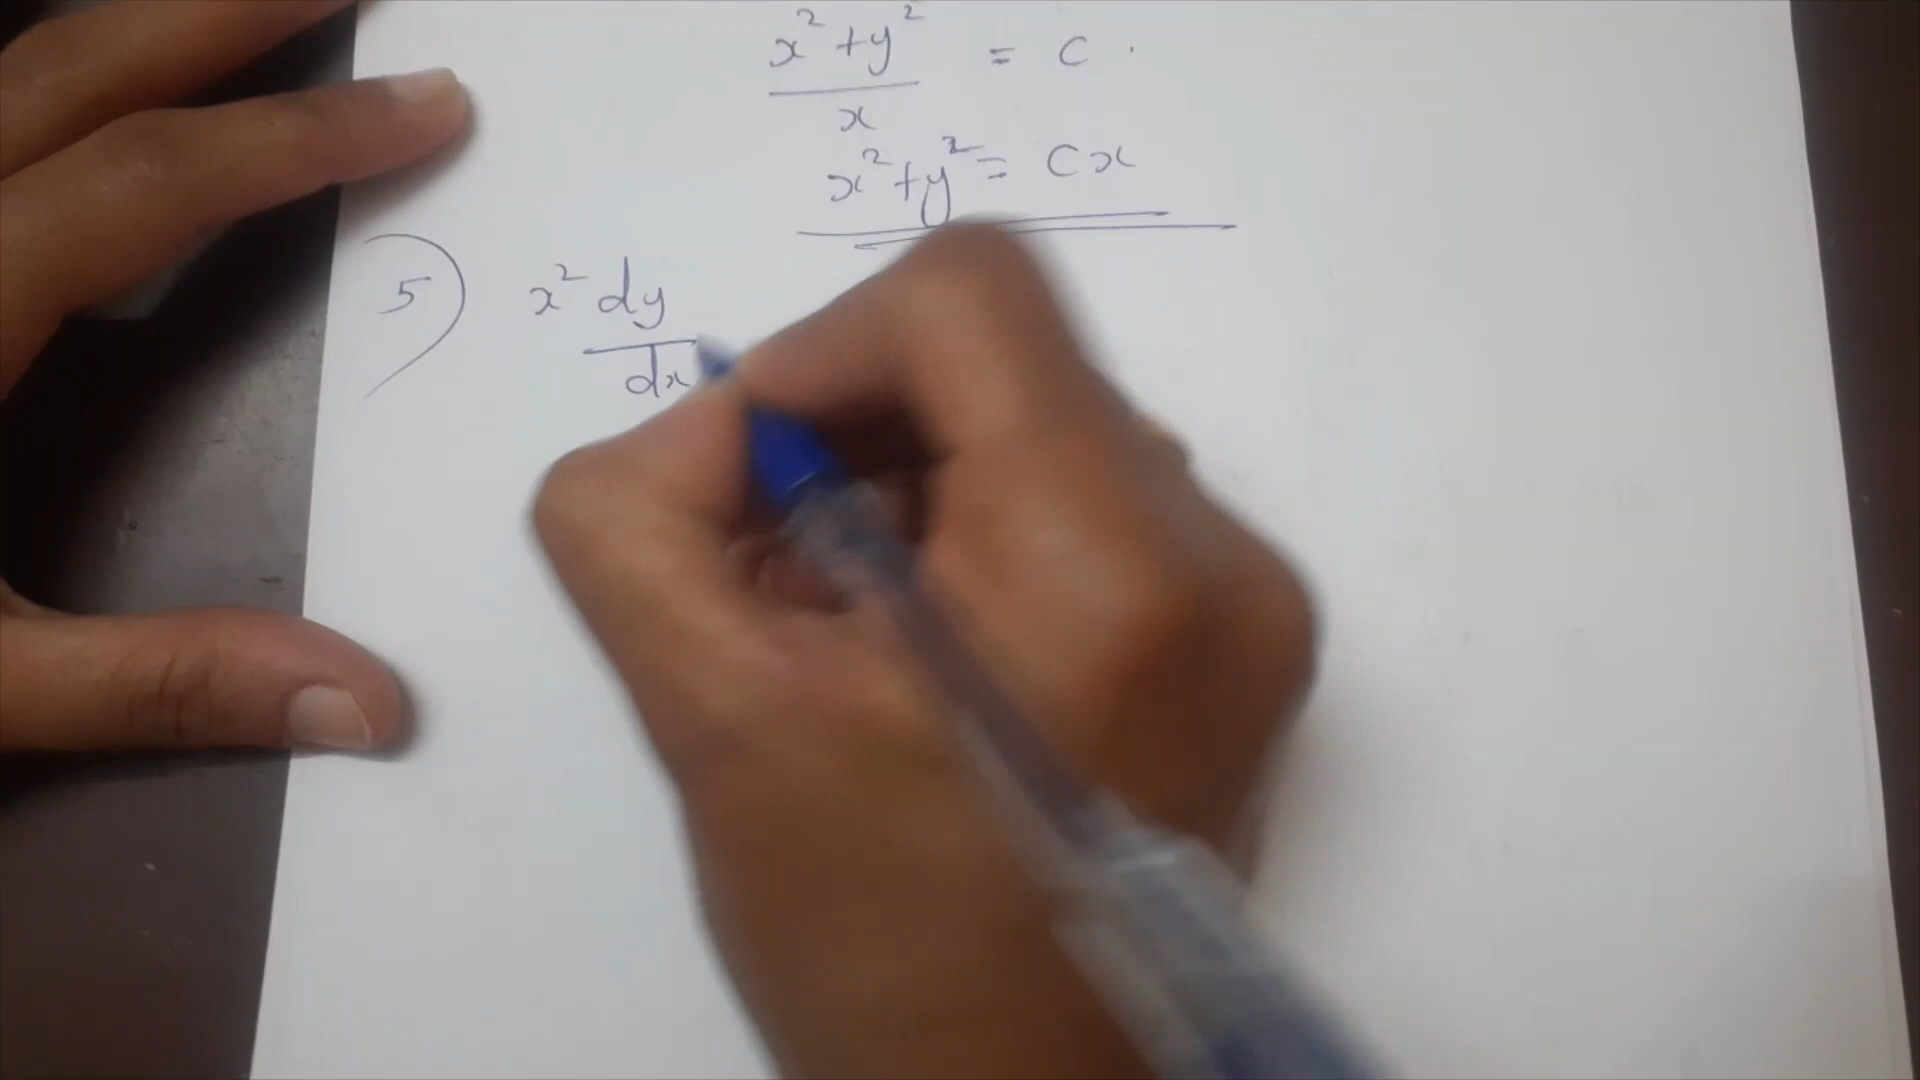 x² + y² / x = C .
x² + y² = Cx
5) x² dy / dx